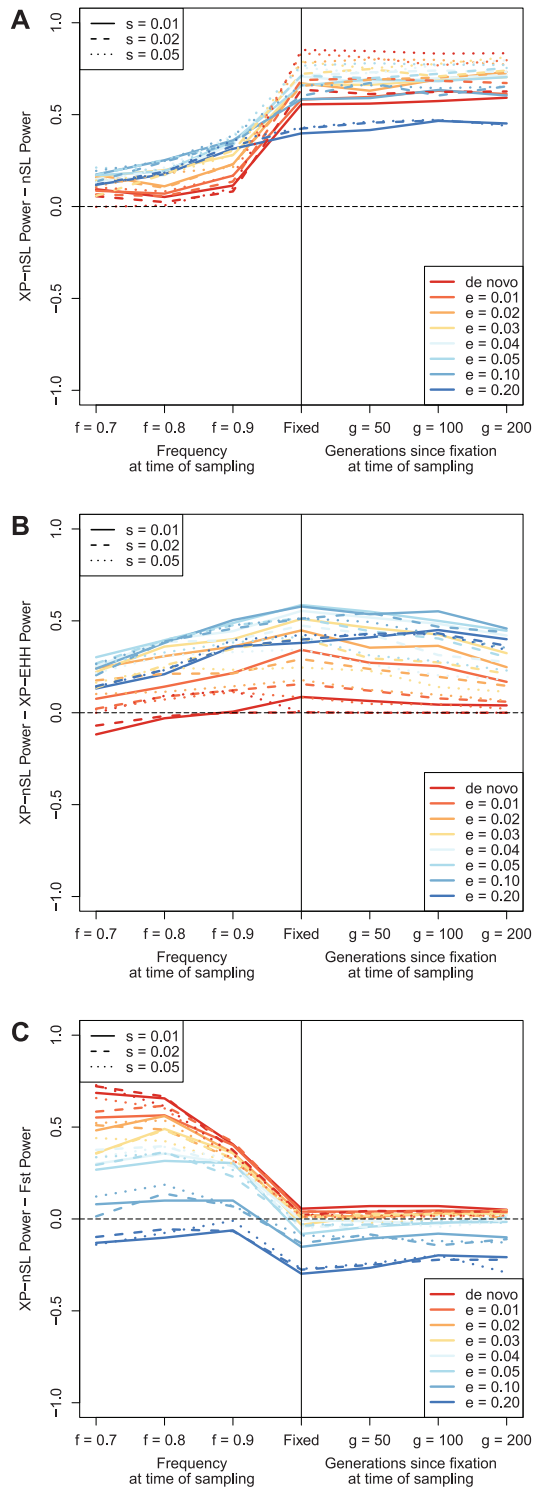 A
s = 0.01
s = 0.02
s = 0.05
XP−nSL Power − nSL Power
1.0
0.5
0.0
−0.5
−1.0
de novo
e = 0.01
e = 0.02
e = 0.03
e = 0.04
e = 0.05
e = 0.10
e = 0.20
f = 0.7 f = 0.8 f = 0.9 Fixed g = 50 g = 100 g = 200
Frequency
at time of sampling
Generations since fixation
at time of sampling
B
s = 0.01
s = 0.02
s = 0.05
XP−nSL Power − XP−EHH Power
1.0
0.5
0.0
−0.5
−1.0
de novo
e = 0.01
e = 0.02
e = 0.03
e = 0.04
e = 0.05
e = 0.10
e = 0.20
f = 0.7 f = 0.8 f = 0.9 Fixed g = 50 g = 100 g = 200
Frequency
at time of sampling
Generations since fixation
at time of sampling
C
s = 0.01
s = 0.02
s = 0.05
XP−nSL Power − Fst Power
1.0
0.5
0.0
−0.5
−1.0
de novo
e = 0.01
e = 0.02
e = 0.03
e = 0.04
e = 0.05
e = 0.10
e = 0.20
f = 0.7 f = 0.8 f = 0.9 Fixed g = 50 g = 100 g = 200
Frequency
at time of sampling
Generations since fixation
at time of sampling